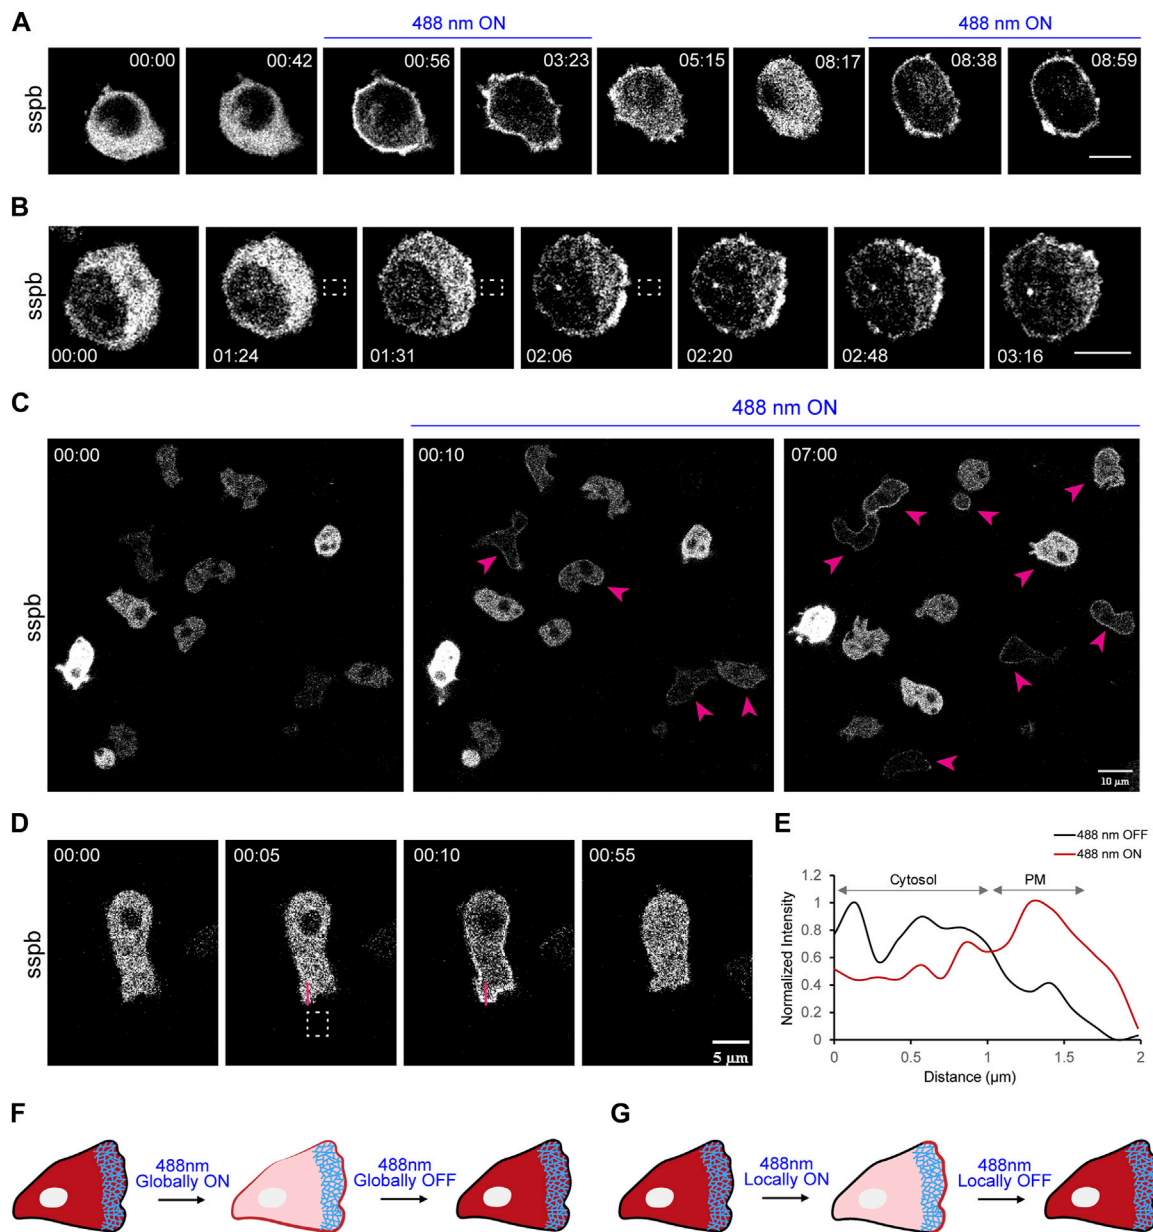 A
488 nm ON
488 nm ON
sspb
00:00
00:42
00:56
03:23
05:15
08:17
08:38
08:59
B
sspb
00:00
01:24
01:31
02:06
02:20
02:48
03:16
C
488 nm ON
sspb
00:00
00:10
07:00
10 μm
D
sspb
00:00
00:05
00:10
00:55
5 μm
E
488 nm OFF
488 nm ON
Cytosol
PM
Normalized Intensity
1.2
1
0.8
0.6
0.4
0.2
0
0
0.5
1
1.5
2
Distance (μm)
F
488nm
Globally ON
488nm
Globally OFF
G
488nm
Locally ON
488nm
Locally OFF